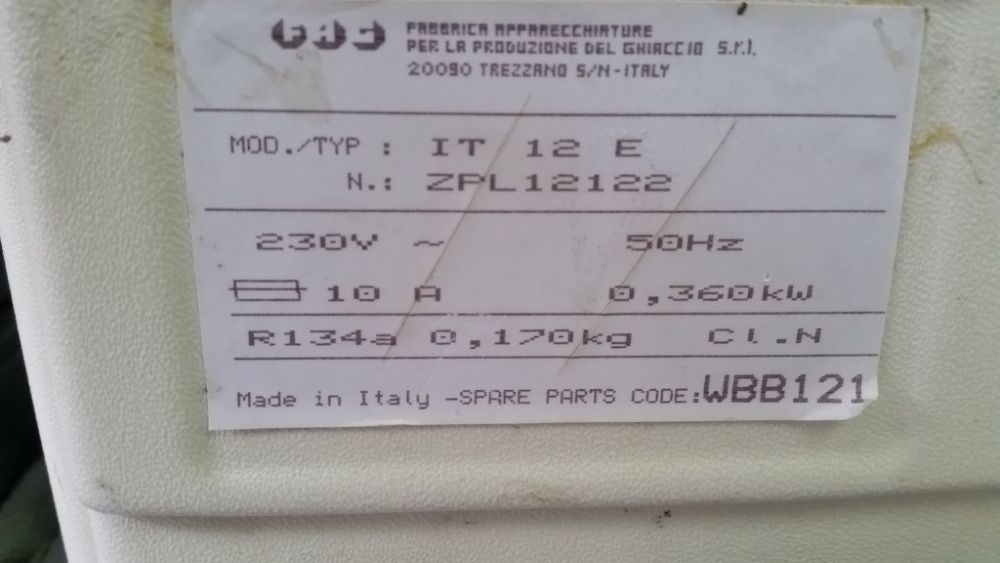 FABBRICA APPARECCHIATURE
PER LA PRODUZIONE DEL GHIACCIO S.r.l.
20090 TREZZANO S/N-ITALY
MOD./TYP : IT 12 E
N.: ZPL12122
230V ~ 50Hz
10 A 0,360kW
R134a 0,170kg Cl.N
Made in Italy -SPARE PARTS CODE:WBB121